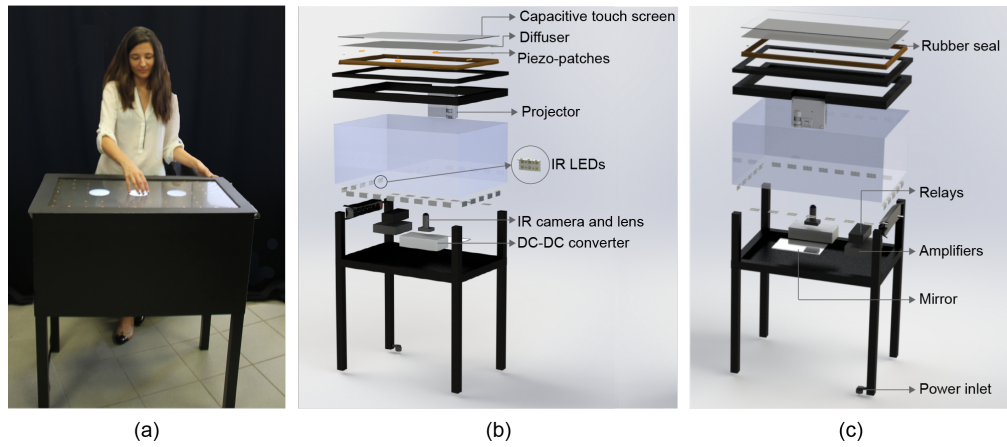 Capacitive touch screen
Diffuser
Piezo-patches
Projector
IR LEDs
IR camera and lens
DC-DC converter
Rubber seal
Relays
Amplifiers
Mirror
Power inlet
(a)
(b)
(c)